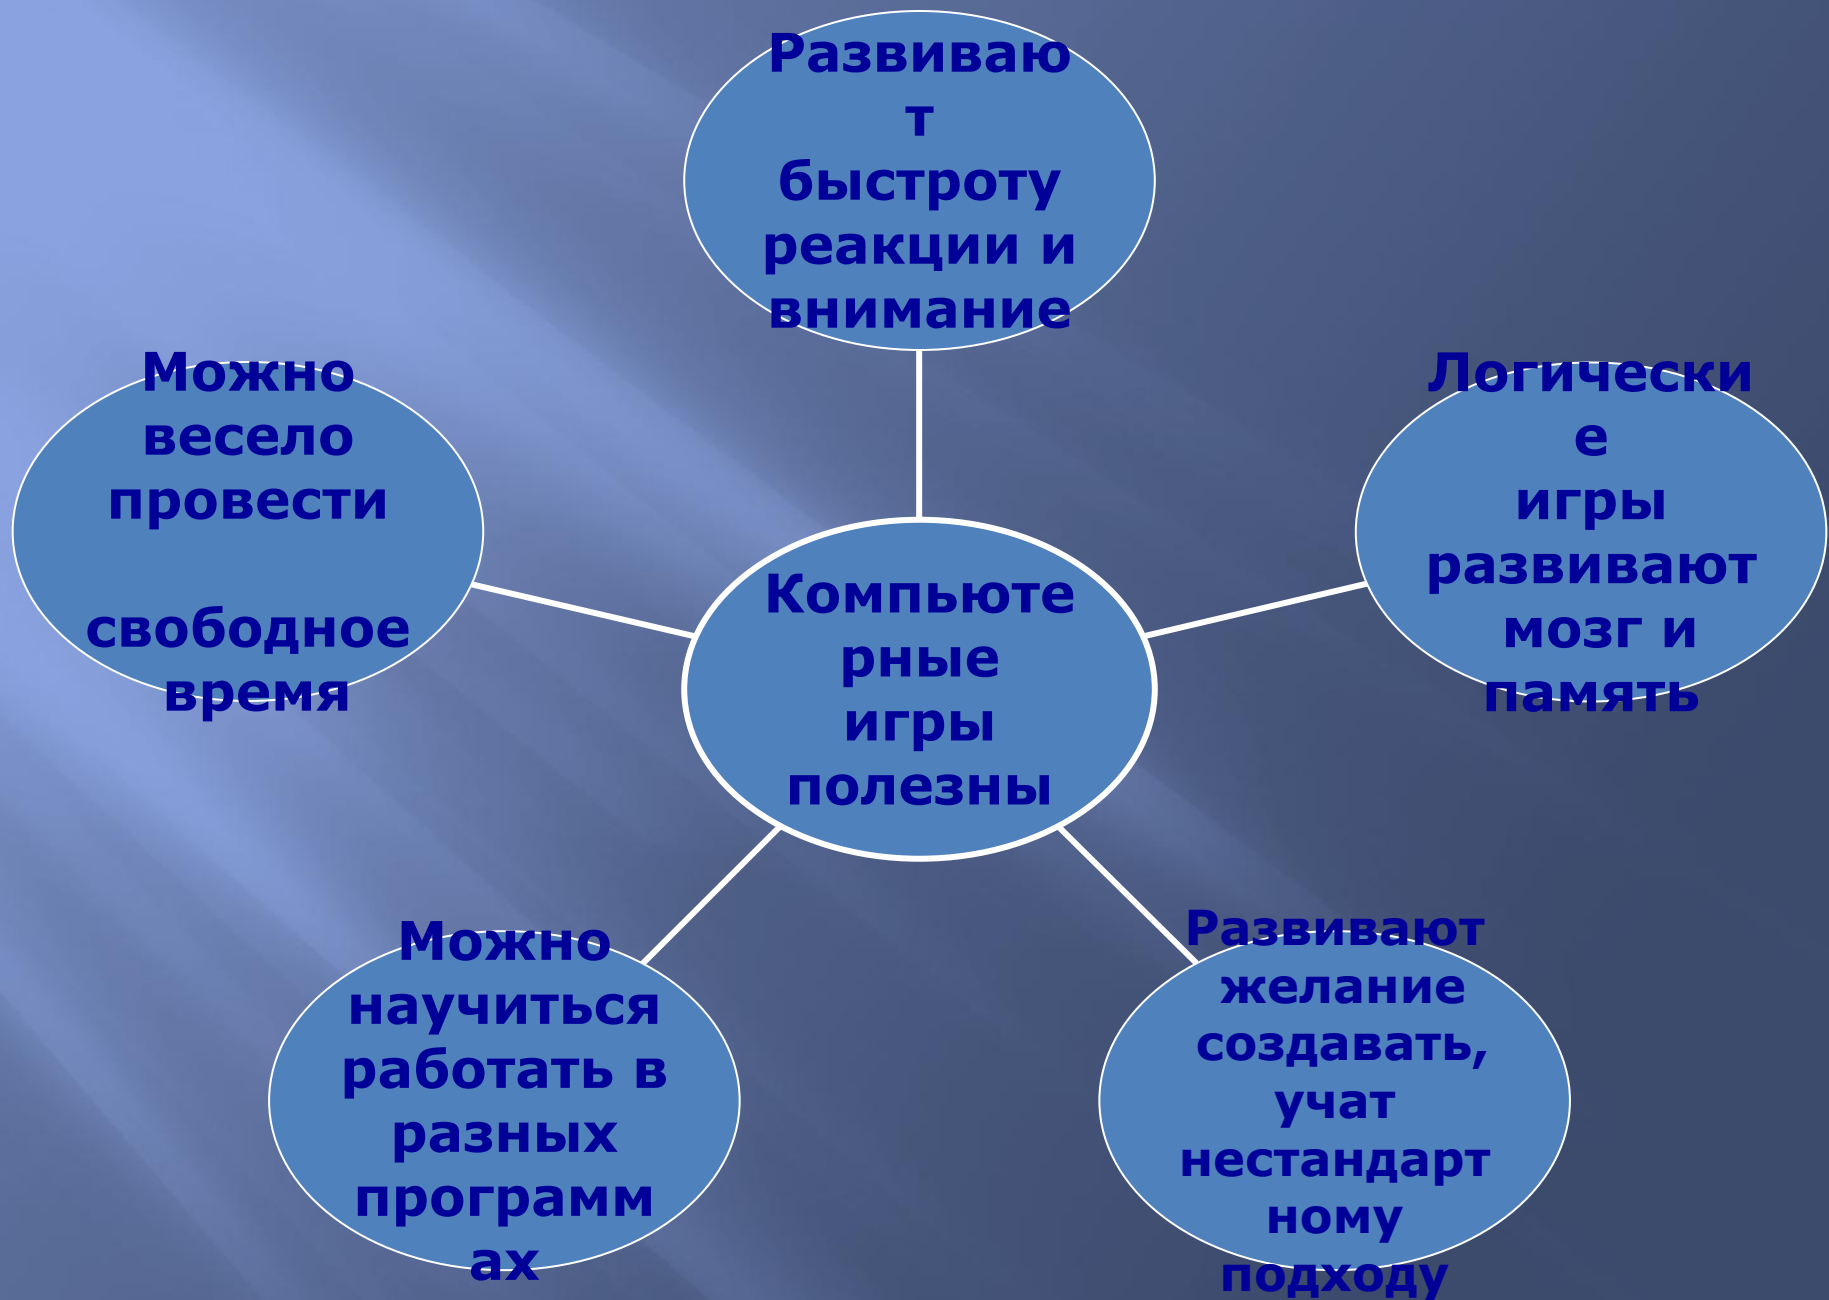 Развиваю
т
быстроту
реакции и
внимание
Можно
весело
провести
свободное
время
Логически
е
игры
развивают
мозг и
память
Компьюте
рные
игры
полезны
Можно
научиться
работать в
разных
программ
ах
Развивают
желание
создавать,
учат
нестандарт
ному
подходу